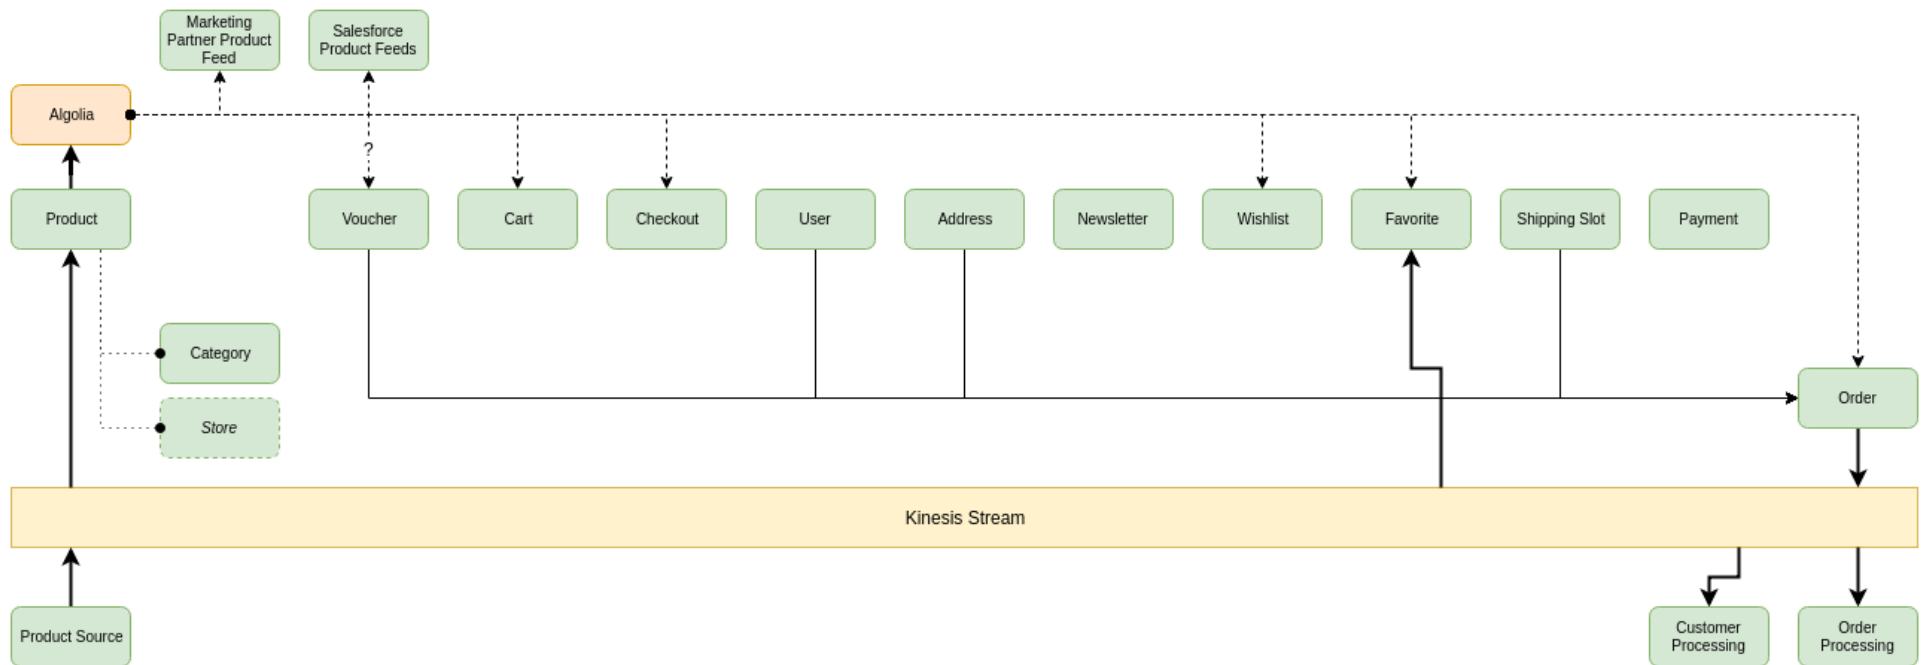 Marketing
Partner Product
Feed
Salesforce
Product Feeds
Algolia
?
Product
Voucher
Cart
Checkout
User
Address
Newsletter
Wishlist
Favorite
Shipping Slot
Payment
Category
Store
Order
Kinesis Stream
Product Source
Customer
Processing
Order
Processing